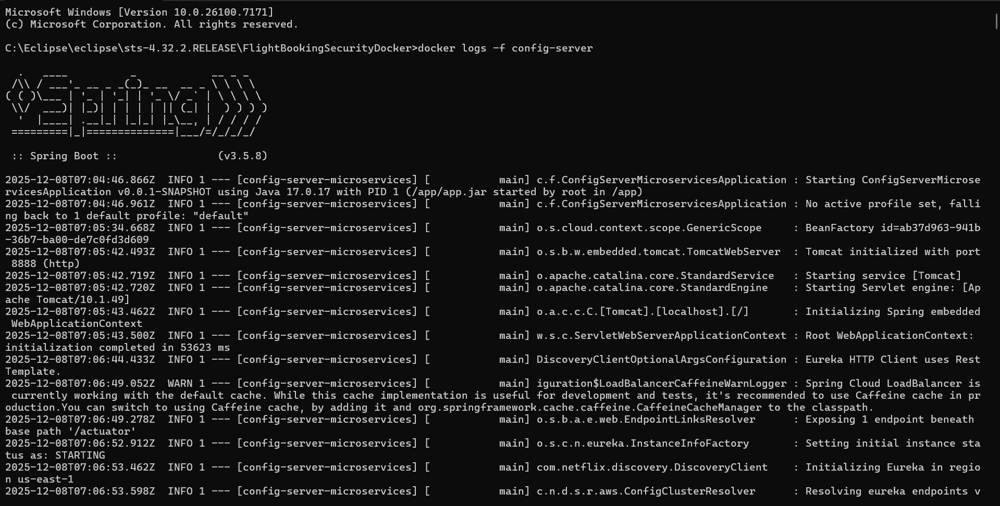 Microsoft Windows [Version 10.0.26100.7171]
(c) Microsoft Corporation. All rights reserved.

C:\Eclipse\eclipse\sts-4.32.2.RELEASE\FlightBookingSecurityDocker>docker logs -f config-server

  .   ____          _            __ _ _
 /\\ / ___'_ __ _ _(_)_ __  __ _ \ \ \ \
( ( )\___ | '_ | '_| | '_ \/ _` | \ \ \ \
 \\/  ___)| |_)| | | | | || (_| |  ) ) ) )
  '  |____| .__|_| |_|_| |_\__, | / / / /
 =========|_|==============|___/=/_/_/_/

 :: Spring Boot ::                (v3.5.8)

2025-12-08T07:04:46.866Z  INFO 1 --- [config-server-microservices] [           main] c.f.ConfigServerMicroservicesApplication : Starting ConfigServerMicrose
rvicesApplication v0.0.1-SNAPSHOT using Java 17.0.17 with PID 1 (/app/app.jar started by root in /app)
2025-12-08T07:04:46.961Z  INFO 1 --- [config-server-microservices] [           main] c.f.ConfigServerMicroservicesApplication : No active profile set, falli
ng back to 1 default profile: "default"
2025-12-08T07:05:34.668Z  INFO 1 --- [config-server-microservices] [           main] o.s.cloud.context.scope.GenericScope     : BeanFactory id=ab37d963-941b
-36b7-ba00-de7c0fd3d609
2025-12-08T07:05:42.493Z  INFO 1 --- [config-server-microservices] [           main] o.s.b.w.embedded.tomcat.TomcatWebServer  : Tomcat initialized with port
 8888 (http)
2025-12-08T07:05:42.719Z  INFO 1 --- [config-server-microservices] [           main] o.apache.catalina.core.StandardService   : Starting service [Tomcat]
2025-12-08T07:05:42.720Z  INFO 1 --- [config-server-microservices] [           main] o.apache.catalina.core.StandardEngine    : Starting Servlet engine: [Ap
ache Tomcat/10.1.49]
2025-12-08T07:05:43.462Z  INFO 1 --- [config-server-microservices] [           main] o.a.c.c.C.[Tomcat].[localhost].[/]       : Initializing Spring embedded
 WebApplicationContext
2025-12-08T07:05:43.500Z  INFO 1 --- [config-server-microservices] [           main] w.s.c.ServletWebServerApplicationContext : Root WebApplicationContext:
initialization completed in 53623 ms
2025-12-08T07:06:44.433Z  INFO 1 --- [config-server-microservices] [           main] DiscoveryClientOptionalArgsConfiguration : Eureka HTTP Client uses Rest
Template.
2025-12-08T07:06:49.052Z  WARN 1 --- [config-server-microservices] [           main] iguration$LoadBalancerCaffeineWarnLogger : Spring Cloud LoadBalancer is
 currently working with the default cache. While this cache implementation is useful for development and tests, it's recommended to use Caffeine cache in pr
oduction.You can switch to using Caffeine cache, by adding it and org.springframework.cache.caffeine.CaffeineCacheManager to the classpath.
2025-12-08T07:06:49.278Z  INFO 1 --- [config-server-microservices] [           main] o.s.b.a.e.web.EndpointLinksResolver      : Exposing 1 endpoint beneath
base path '/actuator'
2025-12-08T07:06:52.912Z  INFO 1 --- [config-server-microservices] [           main] o.s.c.n.eureka.InstanceInfoFactory       : Setting initial instance sta
tus as: STARTING
2025-12-08T07:06:53.462Z  INFO 1 --- [config-server-microservices] [           main] com.netflix.discovery.DiscoveryClient    : Initializing Eureka in regio
n us-east-1
2025-12-08T07:06:53.598Z  INFO 1 --- [config-server-microservices] [           main] c.n.d.s.r.aws.ConfigClusterResolver      : Resolving eureka endpoints v